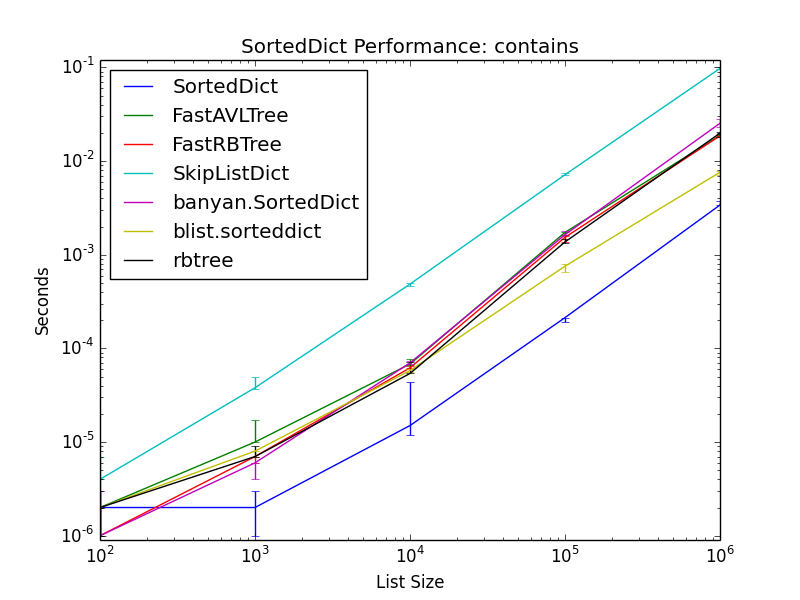 SortedDict Performance: contains
10^-1
10^-2
10^-3
10^-4
10^-5
10^-6
Seconds
SortedDict
FastAVLTree
FastRBTree
SkipListDict
banyan.SortedDict
blist.sorteddict
rbtree
10^2
10^3
10^4
10^5
10^6
List Size